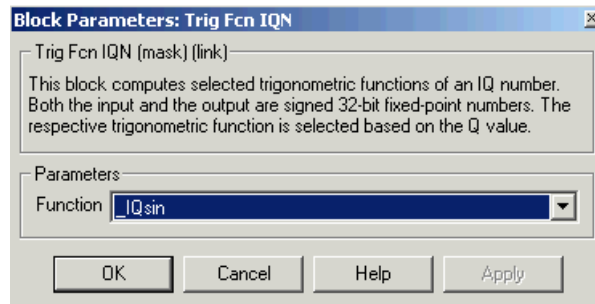 Block Parameters: Trig Fcn IQN
Trig Fcn IQN (mask) (link)
This block computes selected trigonometric functions of an IQ number.
Both the input and the output are signed 32-bit fixed-point numbers. The
respective trigonometric function is selected based on the Q value.
Parameters
Function _IQsin
OK Cancel Help Apply